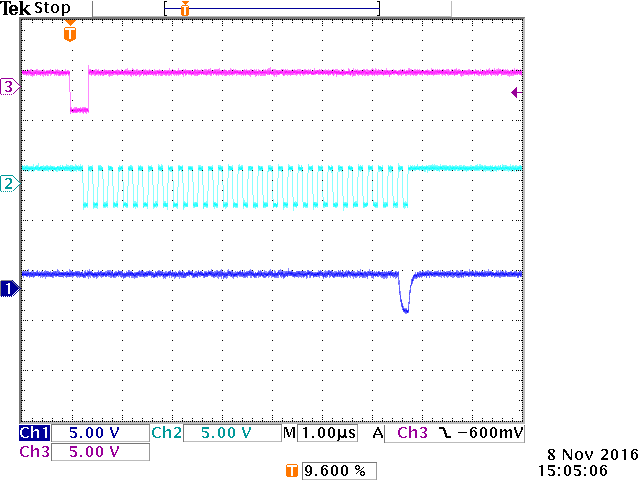 Tek Stop
T
T
3
2
1
Ch1 5.00 V Ch2 5.00 V M 1.00µs A Ch3 -600mV
Ch3 5.00 V
8 Nov 2016
T 9.600 % 15:05:06